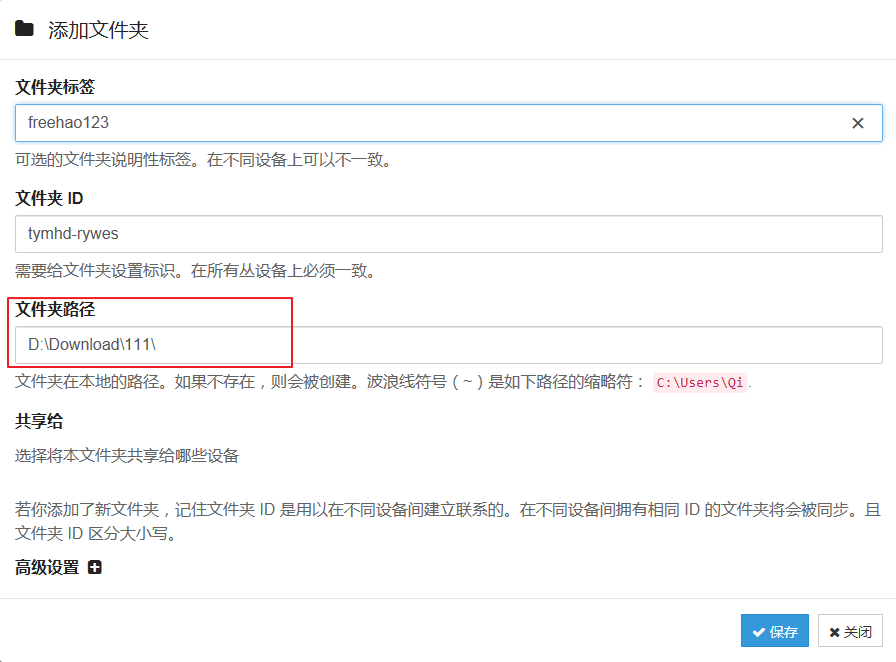 添加文件夹
文件夹标签
freehao123
可选的文件夹说明性标签。在不同设备上可以不一致。
文件夹 ID
tymhd-rywes
需要给文件夹设置标识。在所有丛设备上必须一致。
文件夹路径
D:\Download\111\
文件夹在本地的路径。如果不存在，则会被创建。波浪线符号 ( ~ ) 是如下路径的缩略符： C:\Users\Qi .
共享给
选择将本文件夹共享给哪些设备
若你添加了新文件夹，记住文件夹 ID 是用以在不同设备间建立联系的。在不同设备间拥有相同 ID 的文件夹将会被同步。且
文件夹 ID 区分大小写。
高级设置
保存 关闭